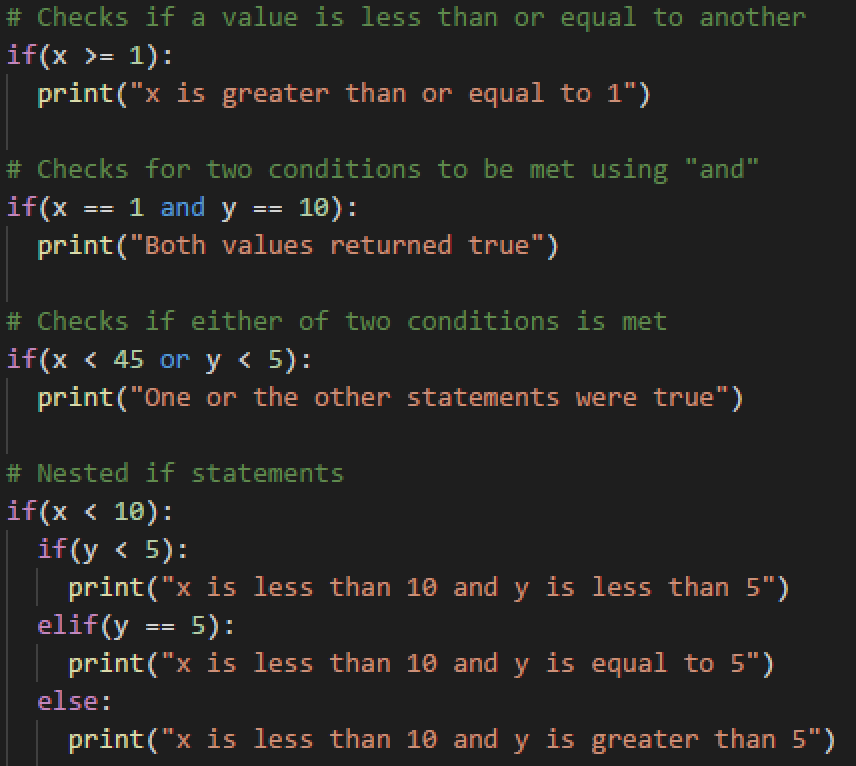 # Checks if a value is less than or equal to another
if(x >= 1):
  print("x is greater than or equal to 1")

# Checks for two conditions to be met using "and"
if(x == 1 and y == 10):
  print("Both values returned true")

# Checks if either of two conditions is met
if(x < 45 or y < 5):
  print("One or the other statements were true")

# Nested if statements
if(x < 10):
  if(y < 5):
    print("x is less than 10 and y is less than 5")
  elif(y == 5):
    print("x is less than 10 and y is equal to 5")
  else:
    print("x is less than 10 and y is greater than 5")